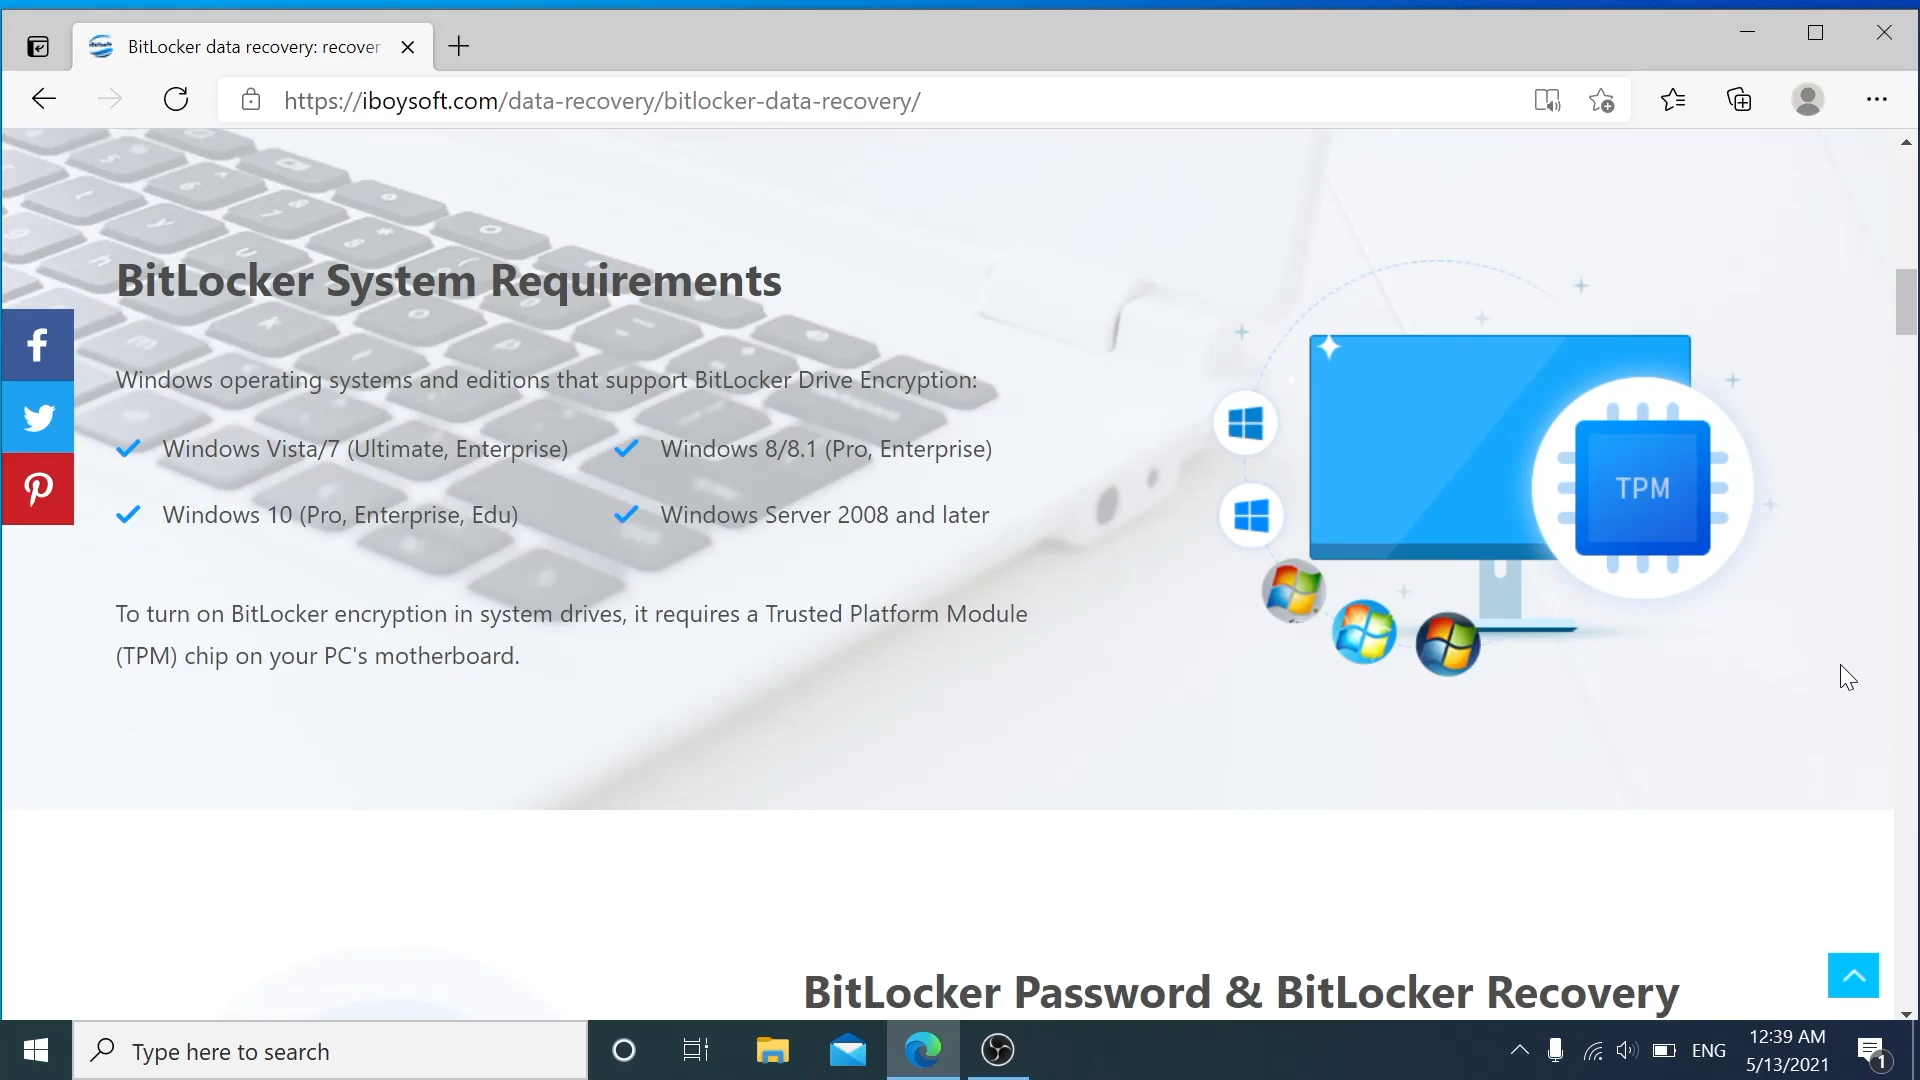 BitLocker data recovery: recover
https://iboysoft.com/data-recovery/bitlocker-data-recovery/
BitLocker System Requirements
Windows operating systems and editions that support BitLocker Drive Encryption:
Windows Vista/7 (Ultimate, Enterprise)
Windows 8/8.1 (Pro, Enterprise)
Windows 10 (Pro, Enterprise, Edu)
Windows Server 2008 and later
To turn on BitLocker encryption in system drives, it requires a Trusted Platform Module
(TPM) chip on your PC's motherboard.
TPM
BitLocker Password & BitLocker Recovery
Type here to search
ENG
12:39 AM
5/13/2021
1